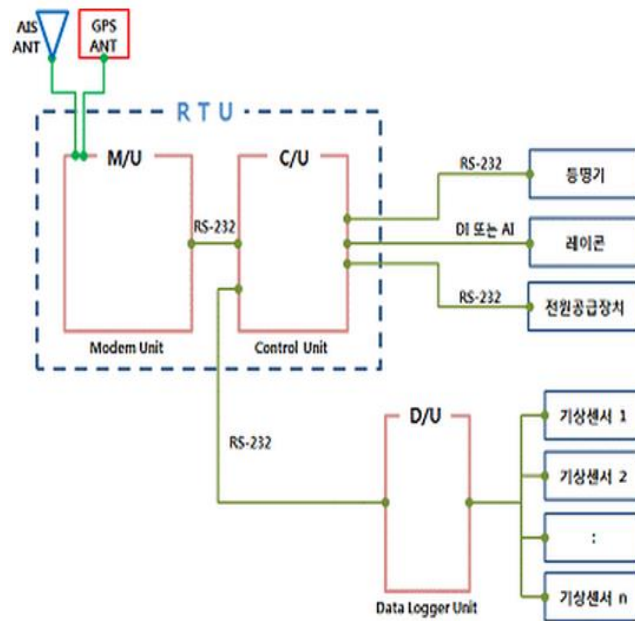 AIS
ANT
GPS
ANT
R T U
M/U
C/U
RS-232
RS-232
등명기
DI 또는 AI
레이콘
RS-232
전원공급장치
Modem Unit
Control Unit
RS-232
D/U
기상센서 1
기상센서 2
:
기상센서 n
Data Logger Unit